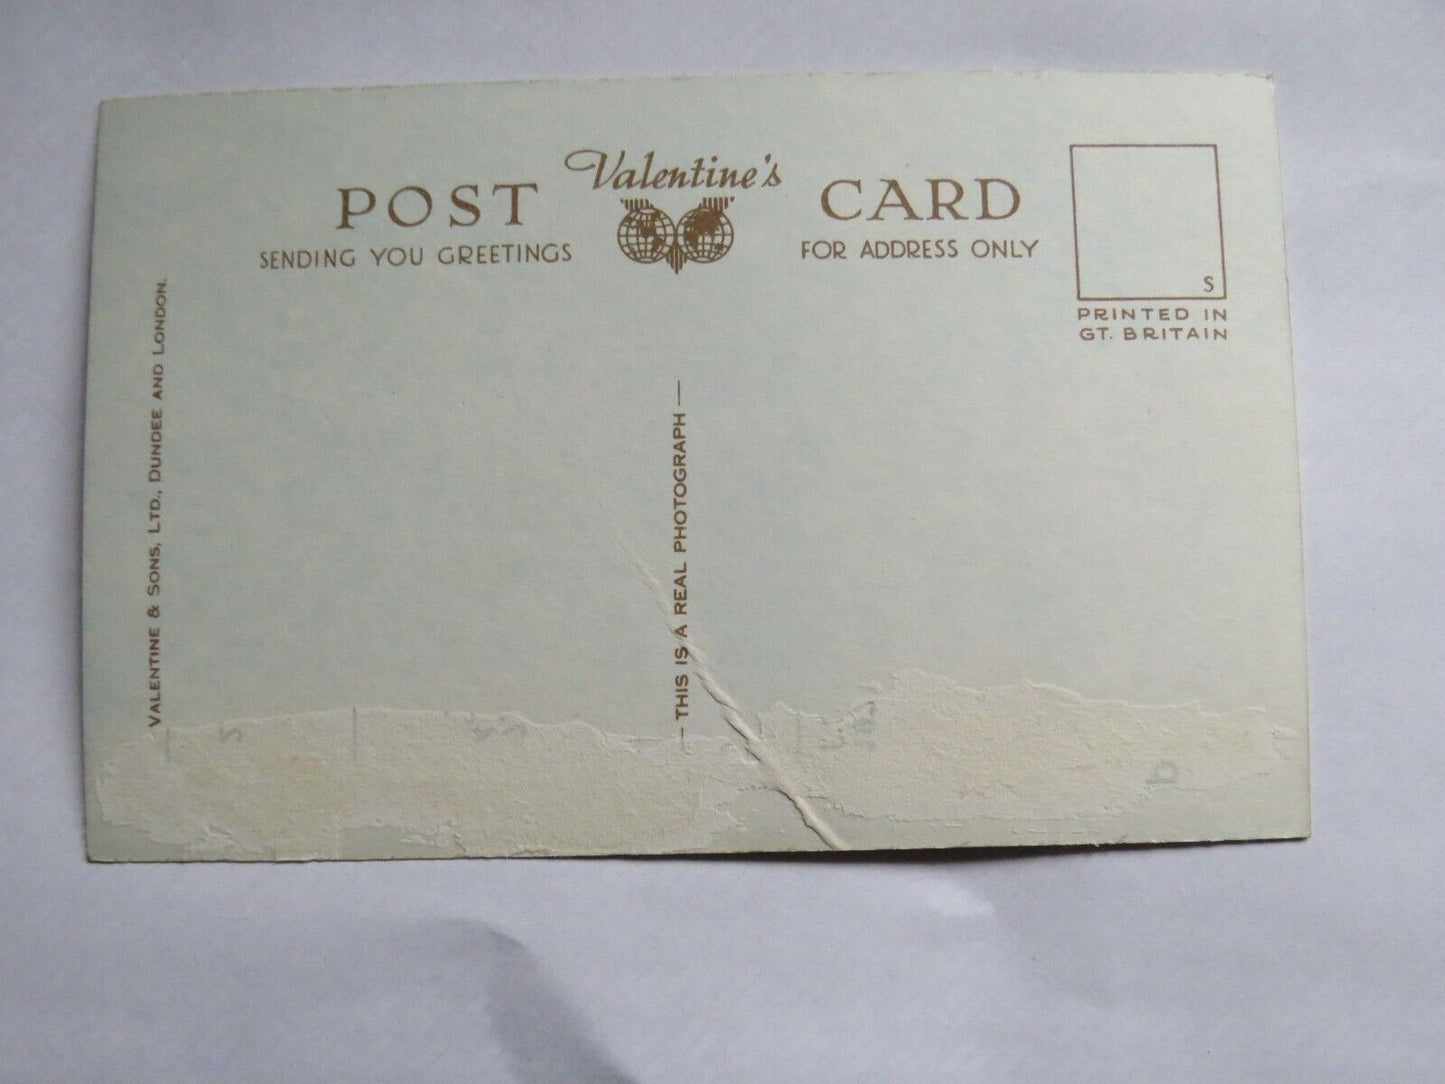 Valentine's
POST CARD
SENDING YOU GREETINGS
FOR ADDRESS ONLY
S
PRINTED IN
GT. BRITAIN
VALENTINE & SONS, LTD., DUNDEE AND LONDON.
— THIS IS A REAL PHOTOGRAPH —